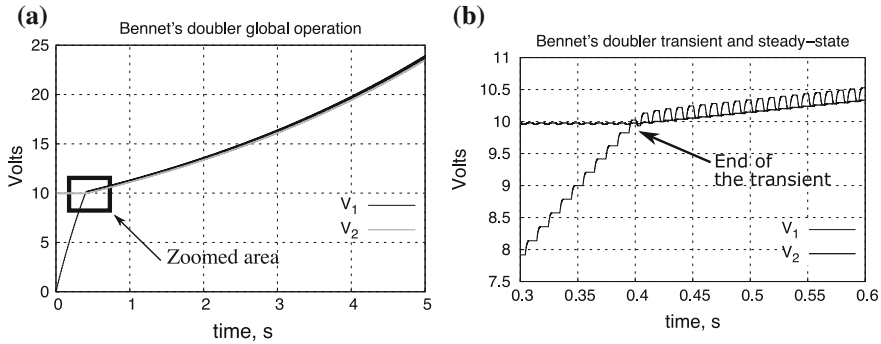 (a)
Bennet's doubler global operation
25
20
15
10
5
0
Volts
V1
V2
Zoomed area
0 1 2 3 4 5
time, s
(b)
Bennet's doubler transient and steady–state
11
10.5
10
9.5
9
8.5
8
7.5
Volts
End of
the transient
V1
V2
0.3 0.35 0.4 0.45 0.5 0.55 0.6
time, s